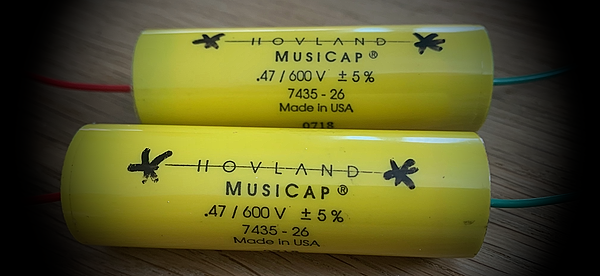 HOVLAND
MUSICAP®
.47 / 600 V ± 5 %
7435 - 26
Made in USA
0718
HOVLAND
MUSICAP®
.47 / 600 V ± 5 %
7435 - 26
Made in USA